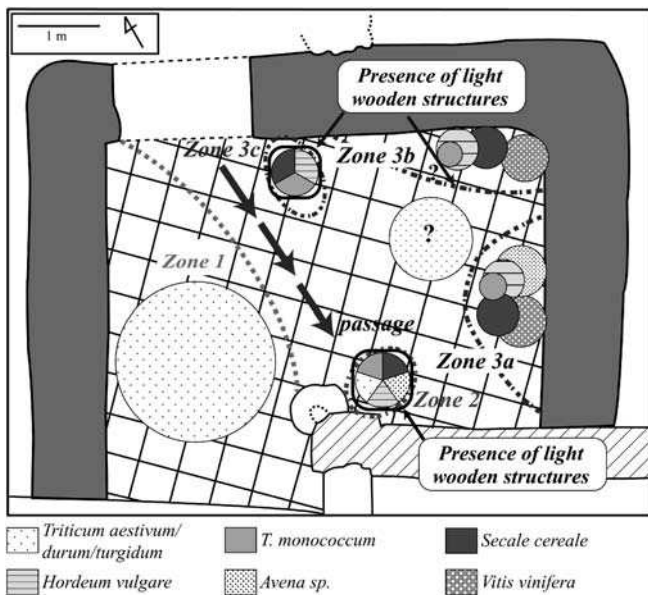 1 m
Presence of light
wooden structures
Zone 3c
Zone 3b
?
?
Zone 1
passage
Zone 3a
Zone 2
Presence of light
wooden structures
Triticum aestivum/
durum/turgidum
T. monococcum
Secale cereale
Hordeum vulgare
Avena sp.
Vitis vinifera